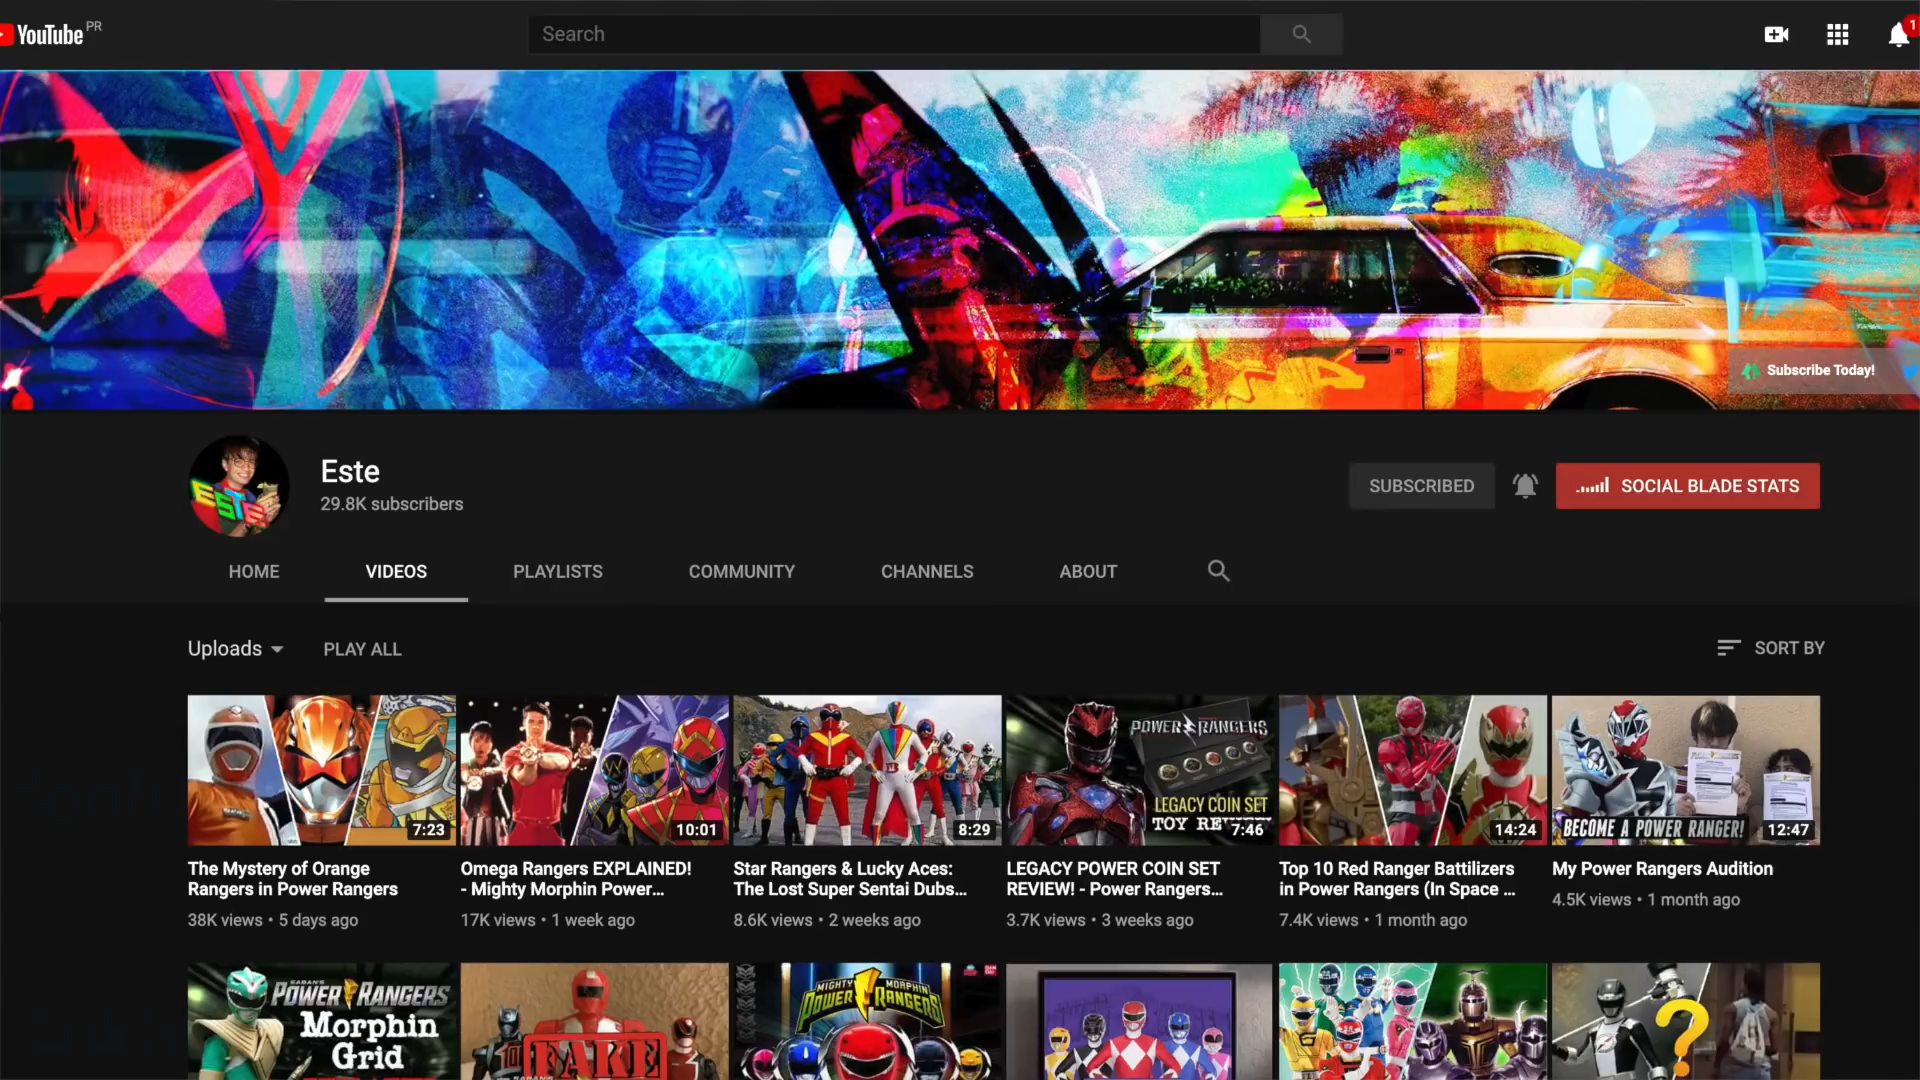 YouTube PR
Search
1
Subscribe Today!
ESTE
Este
29.8K subscribers
SUBSCRIBED
SOCIAL BLADE STATS
HOME
VIDEOS
PLAYLISTS
COMMUNITY
CHANNELS
ABOUT
Uploads
PLAY ALL
SORT BY
7:23
10:01
8:29
POWER RANGERS
LEGACY COIN SET
TOY REVIEW
7:46
14:24
BECOME A POWER RANGER!
12:47
The Mystery of Orange
Rangers in Power Rangers
38K views • 5 days ago
Omega Rangers EXPLAINED!
- Mighty Morphin Power...
17K views • 1 week ago
Star Rangers & Lucky Aces:
The Lost Super Sentai Dubs...
8.6K views • 2 weeks ago
LEGACY POWER COIN SET
REVIEW! - Power Rangers...
3.7K views • 3 weeks ago
Top 10 Red Ranger Battilizers
in Power Rangers (In Space ...
7.4K views • 1 month ago
My Power Rangers Audition
4.5K views • 1 month ago
SABAN'S
POWER RANGERS
Morphin
Grid
FAKE
MIGHTY MORPHIN
POWER RANGERS
?